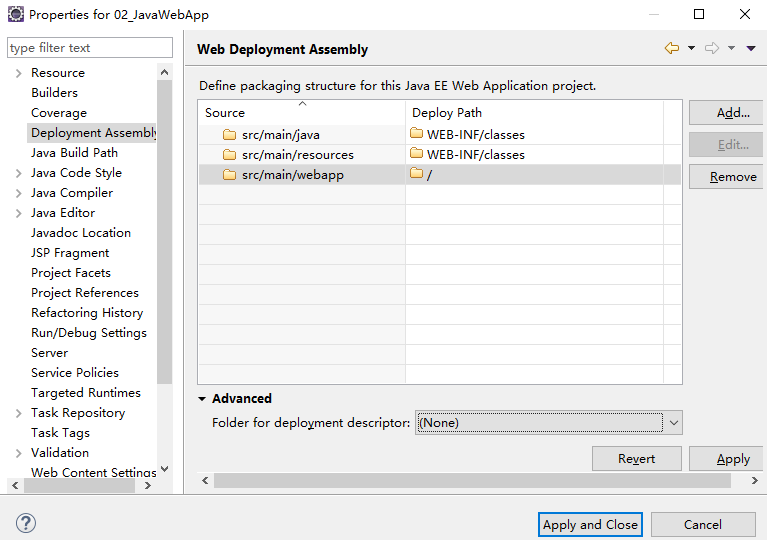 Properties for 02_JavaWebApp
type filter text
Resource
Builders
Coverage
Deployment Assembly
Java Build Path
Java Code Style
Java Compiler
Java Editor
Javadoc Location
JSP Fragment
Project Facets
Project References
Refactoring History
Run/Debug Settings
Server
Service Policies
Targeted Runtimes
Task Repository
Task Tags
Validation
Web Content Settings
Web Deployment Assembly
Define packaging structure for this Java EE Web Application project.
Source Deploy Path
src/main/java WEB-INF/classes
src/main/resources WEB-INF/classes
src/main/webapp /
Add...
Edit...
Remove
Advanced
Folder for deployment descriptor: (None)
Revert Apply
? Apply and Close Cancel